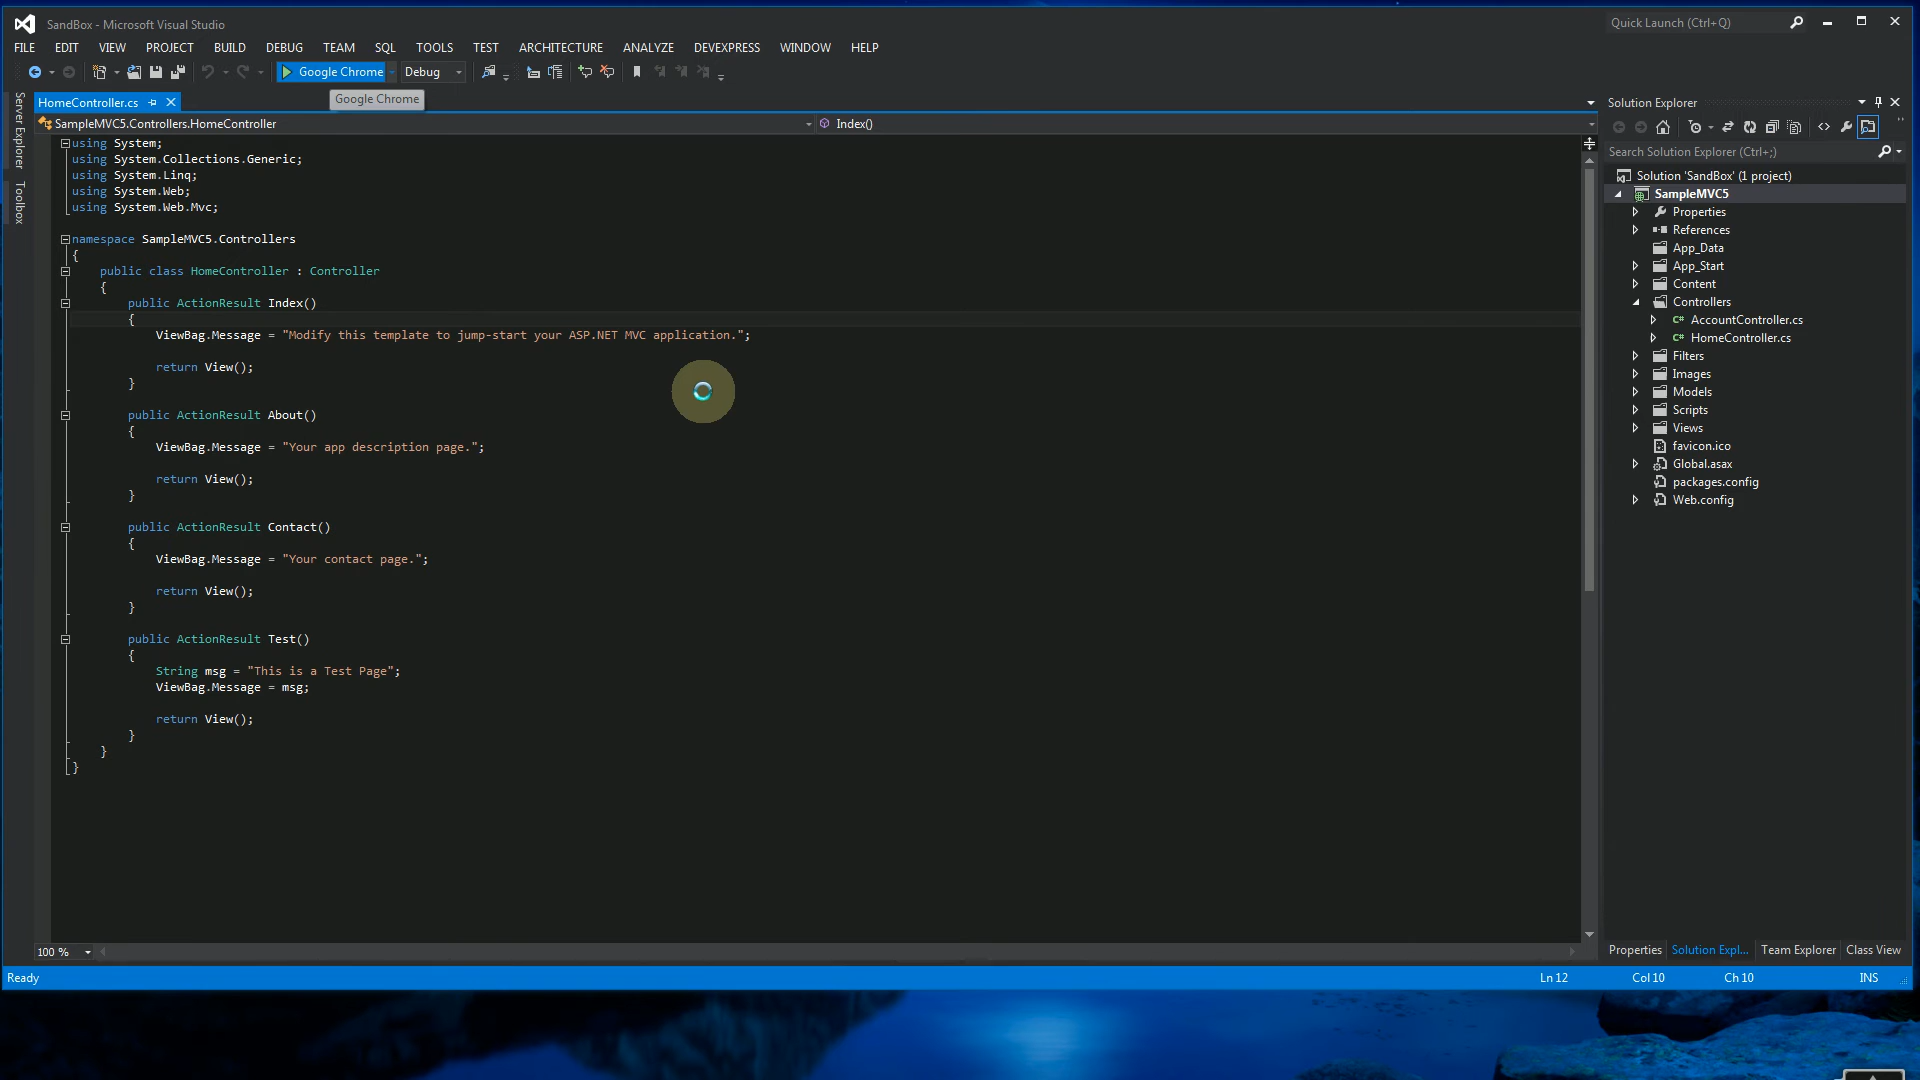 SandBox - Microsoft Visual Studio
Quick Launch (Ctrl+Q)
FILE EDIT VIEW PROJECT BUILD DEBUG TEAM SQL TOOLS TEST ARCHITECTURE ANALYZE DEVEXPRESS WINDOW HELP
Google Chrome Debug
Google Chrome
Server Explorer
Toolbox
HomeController.cs
SampleMVC5.Controllers.HomeController
Index()
using System;
using System.Collections.Generic;
using System.Linq;
using System.Web;
using System.Web.Mvc;
namespace SampleMVC5.Controllers
{
public class HomeController : Controller
{
public ActionResult Index()
{
ViewBag.Message = "Modify this template to jump-start your ASP.NET MVC application.";
return View();
}
public ActionResult About()
{
ViewBag.Message = "Your app description page.";
return View();
}
public ActionResult Contact()
{
ViewBag.Message = "Your contact page.";
return View();
}
public ActionResult Test()
{
String msg = "This is a Test Page";
ViewBag.Message = msg;
return View();
}
}
}
100 %
Solution Explorer
Search Solution Explorer (Ctrl+;)
Solution 'SandBox' (1 project)
SampleMVC5
Properties
References
App_Data
App_Start
Content
Controllers
C# AccountController.cs
C# HomeController.cs
Filters
Images
Models
Scripts
Views
favicon.ico
Global.asax
packages.config
Web.config
Properties Solution Expl... Team Explorer Class View
Ready
Ln 12 Col 10 Ch 10 INS